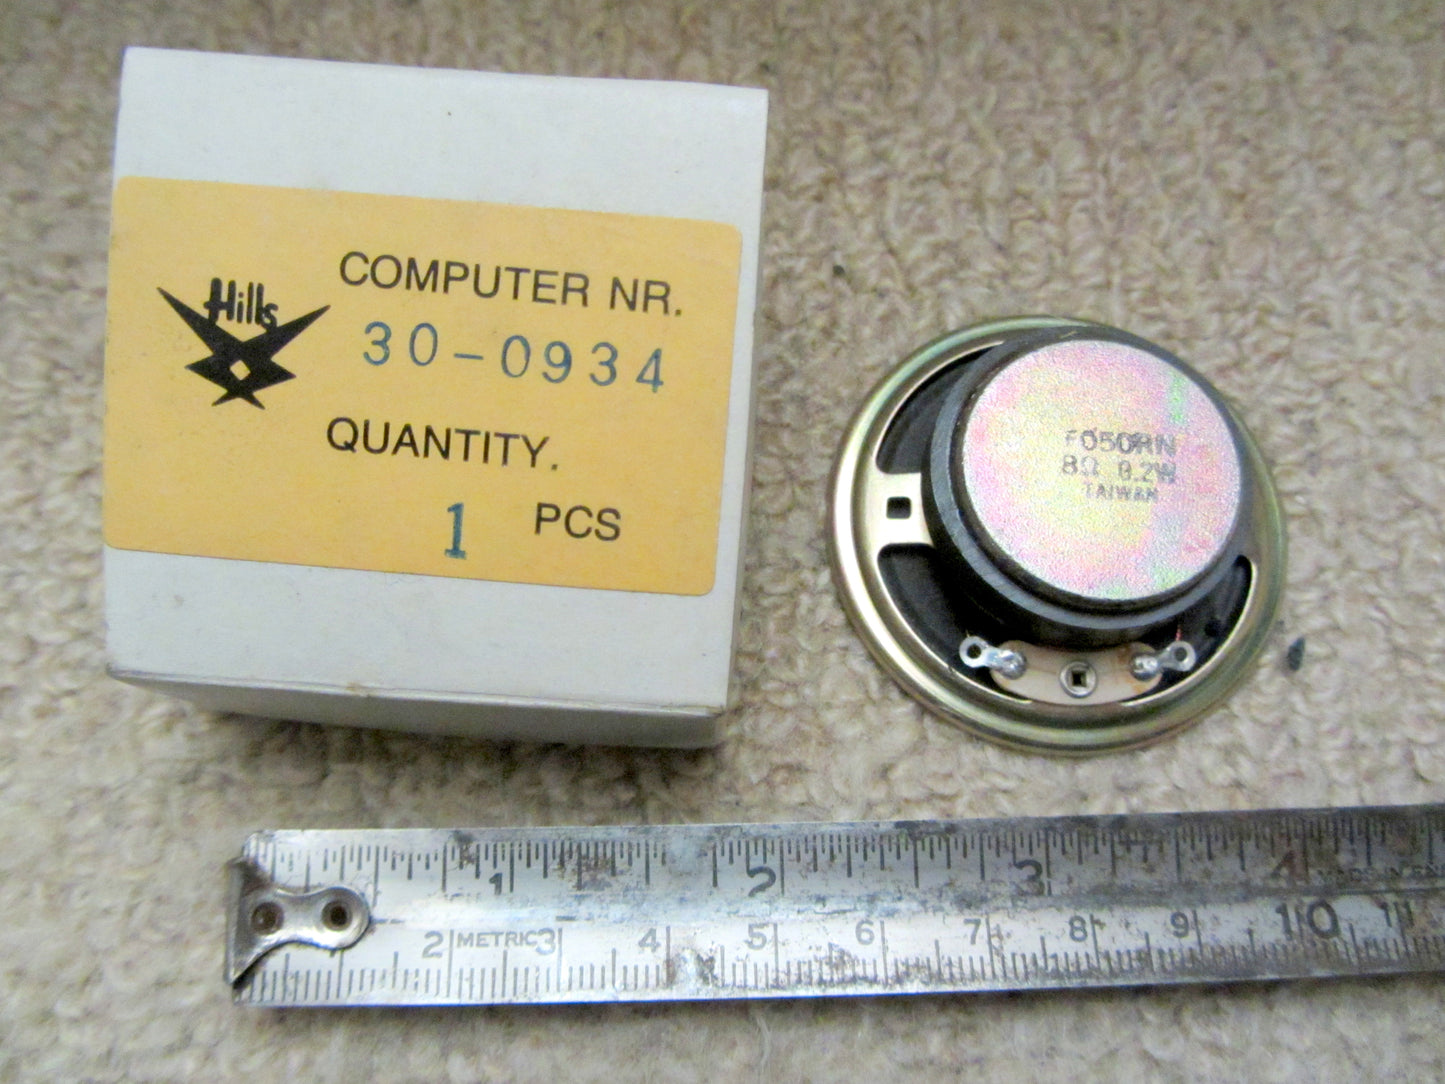 Hills
COMPUTER NR.
30-0934
QUANTITY.
1 PCS
F050RN
8Ω 0.2W
TAIWAN
1 2 3 4
2 METRIC 3 4 5 6 7 8 9 10 11